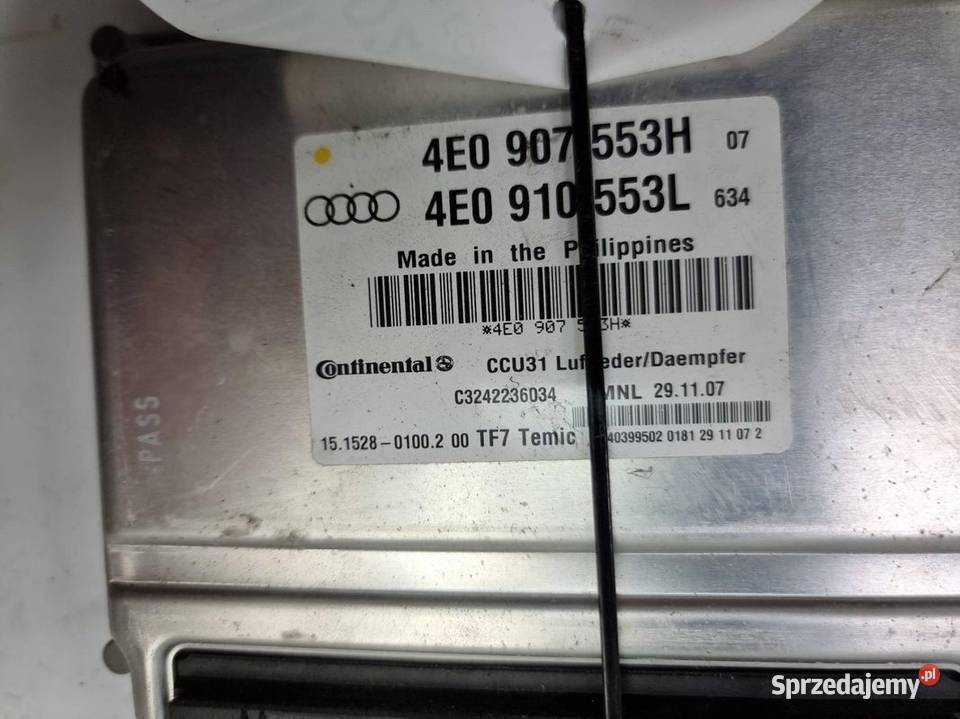 4E0 907 553H 07
4E0 910 553L 634
Made in the Philippines
*4E0 907 553H*
Continental CCU31 Luftfeder/Daempfer
C3242236034 MNL 29.11.07
15.1528-0100.2 00 TF7 Temic 40399502 0181 29 11 07 2
PASS
Sprzedajemy.pl